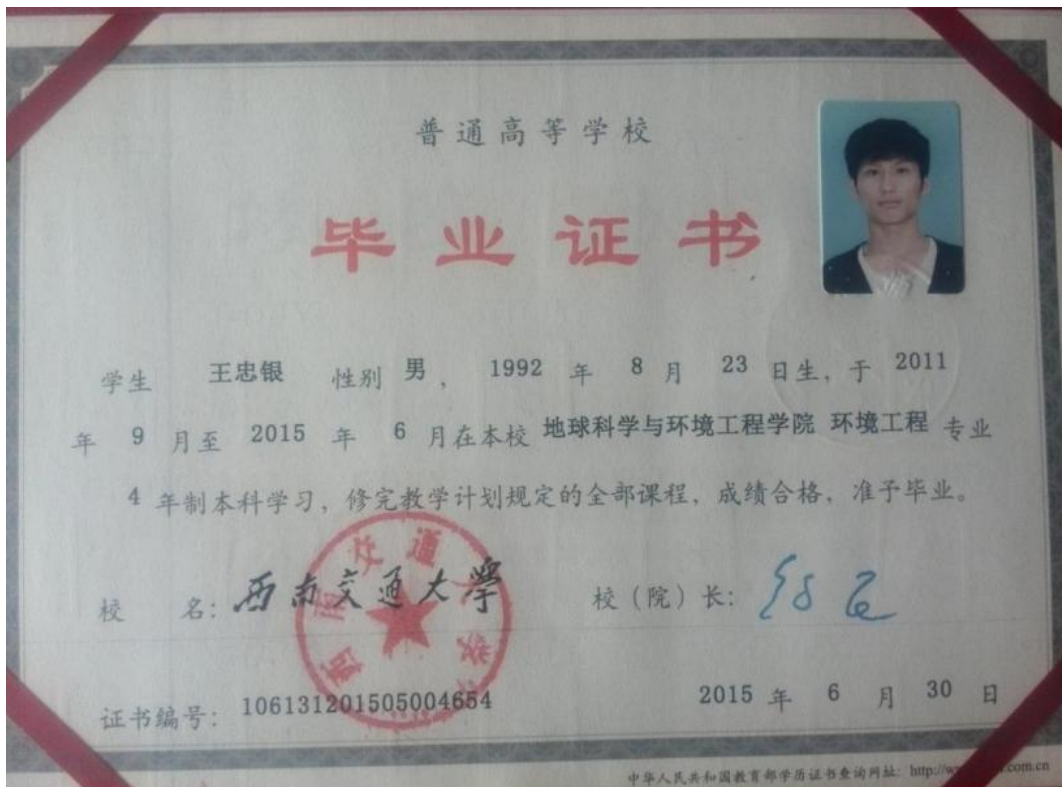 普通高等学校
毕业证书
学生 王忠银 性别 男，1992 年 8 月 23 日生，于 2011
年 9 月至 2015 年 6 月在本校 地球科学与环境工程学院 环境工程 专业
4 年制本科学习，修完教学计划规定的全部课程，成绩合格，准予毕业。
校 名：西南交通大学 校（院）长：
证书编号：106131201505004654 2015 年 6 月 30 日
中华人民共和国教育部学历证书查询网址：http://w .com.cn